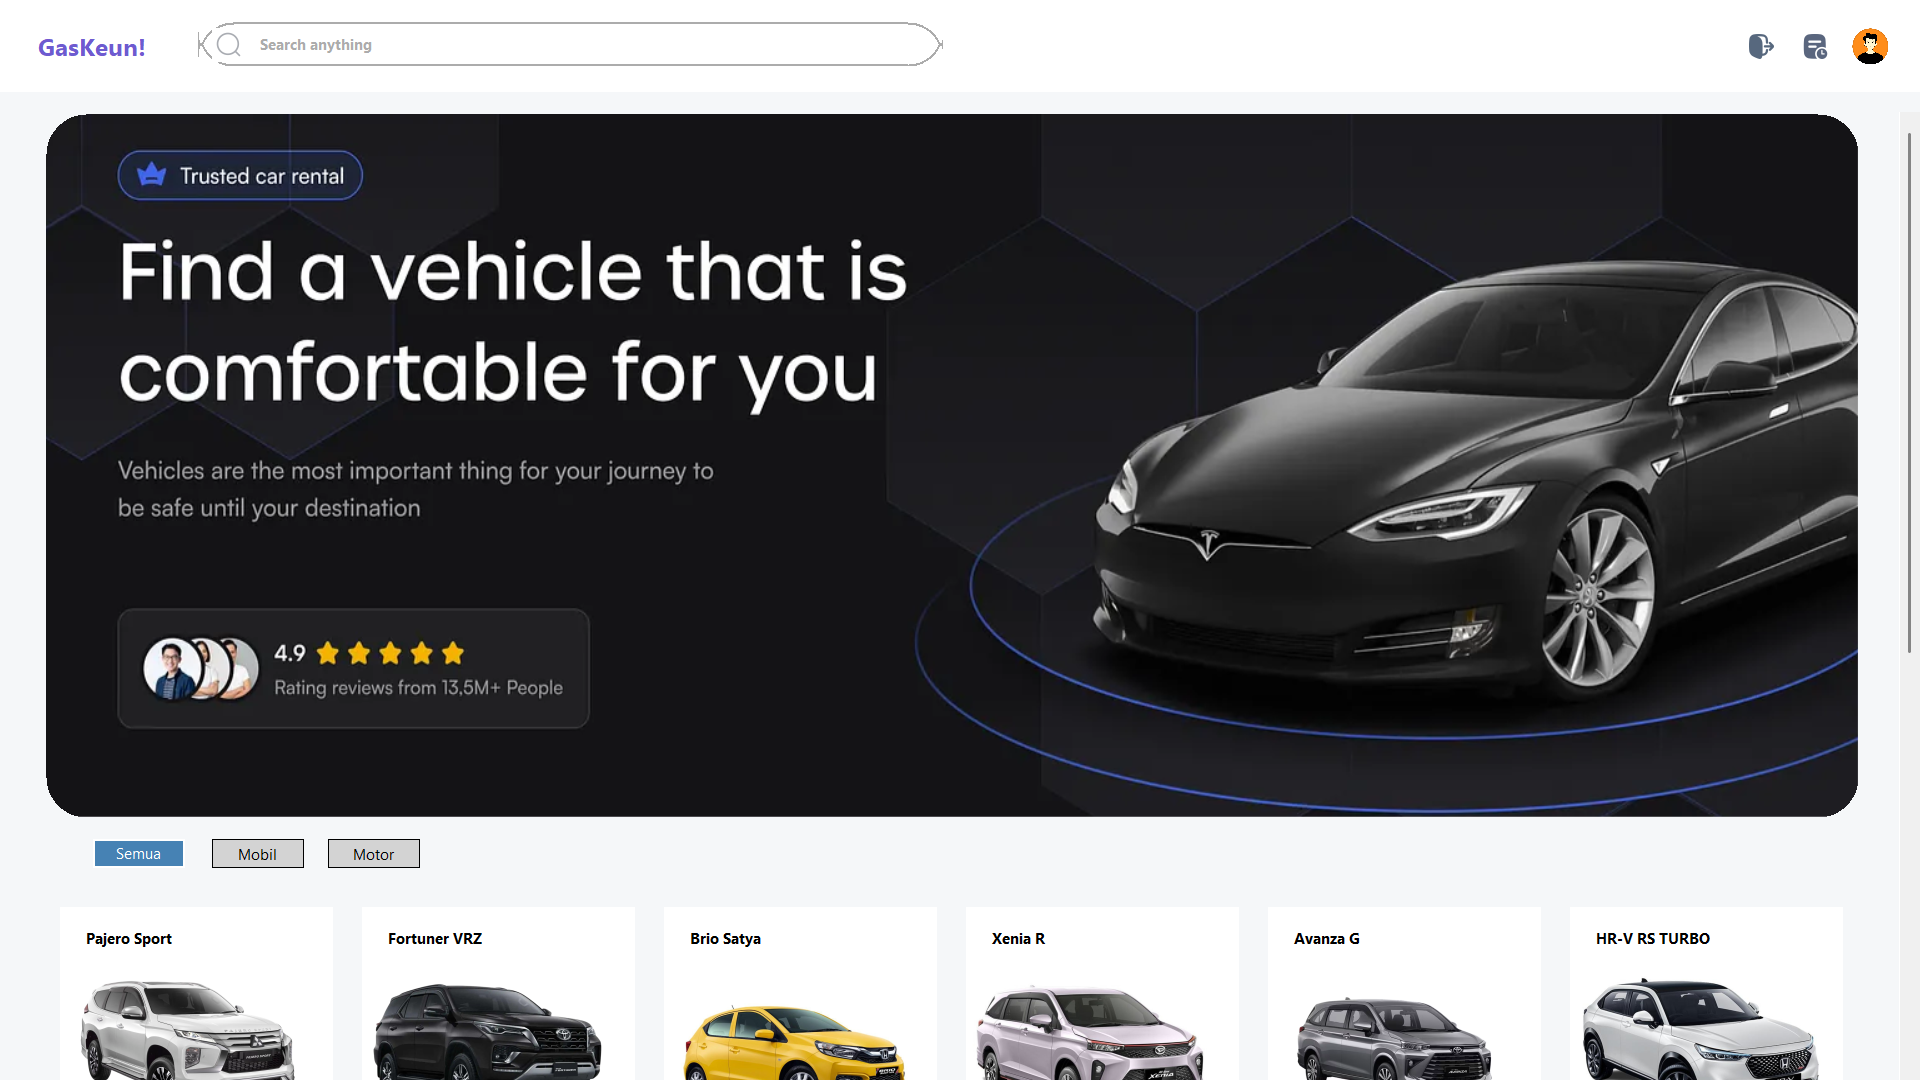 GasKeun!
Search anything
Trusted car rental
Find a vehicle that is
comfortable for you
Vehicles are the most important thing for your journey to
be safe until your destination
4.9
Rating reviews from 13.5M+ People
Semua
Mobil
Motor
Pajero Sport
Fortuner VRZ
Brio Satya
Xenia R
Avanza G
HR-V RS TURBO